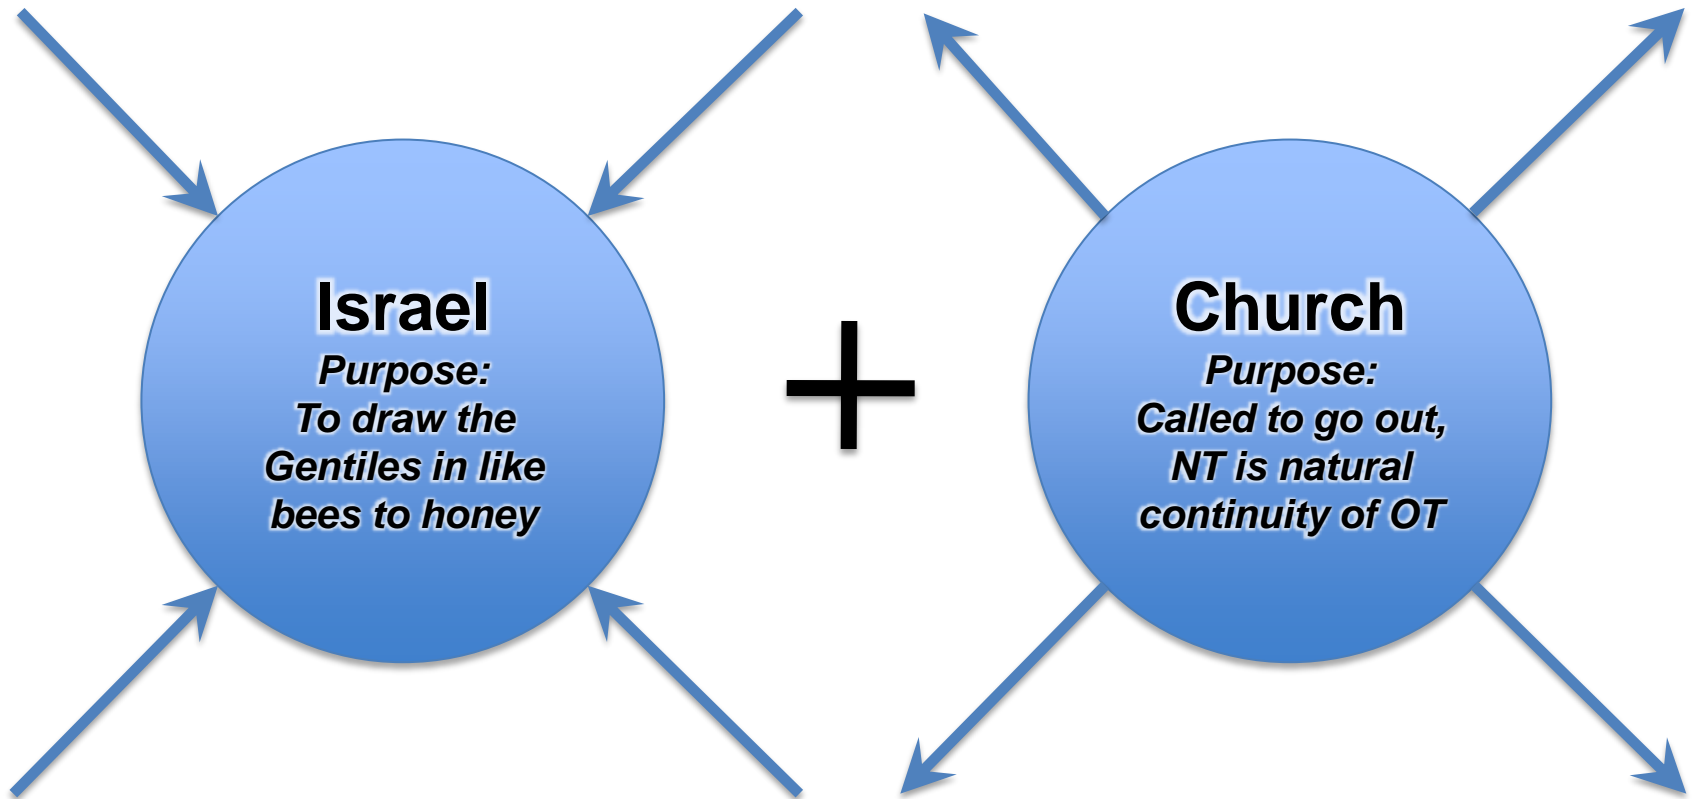 Israel
Purpose:
To draw the
Gentiles in like
bees to honey
+
Church
Purpose:
Called to go out,
NT is natural
continuity of OT